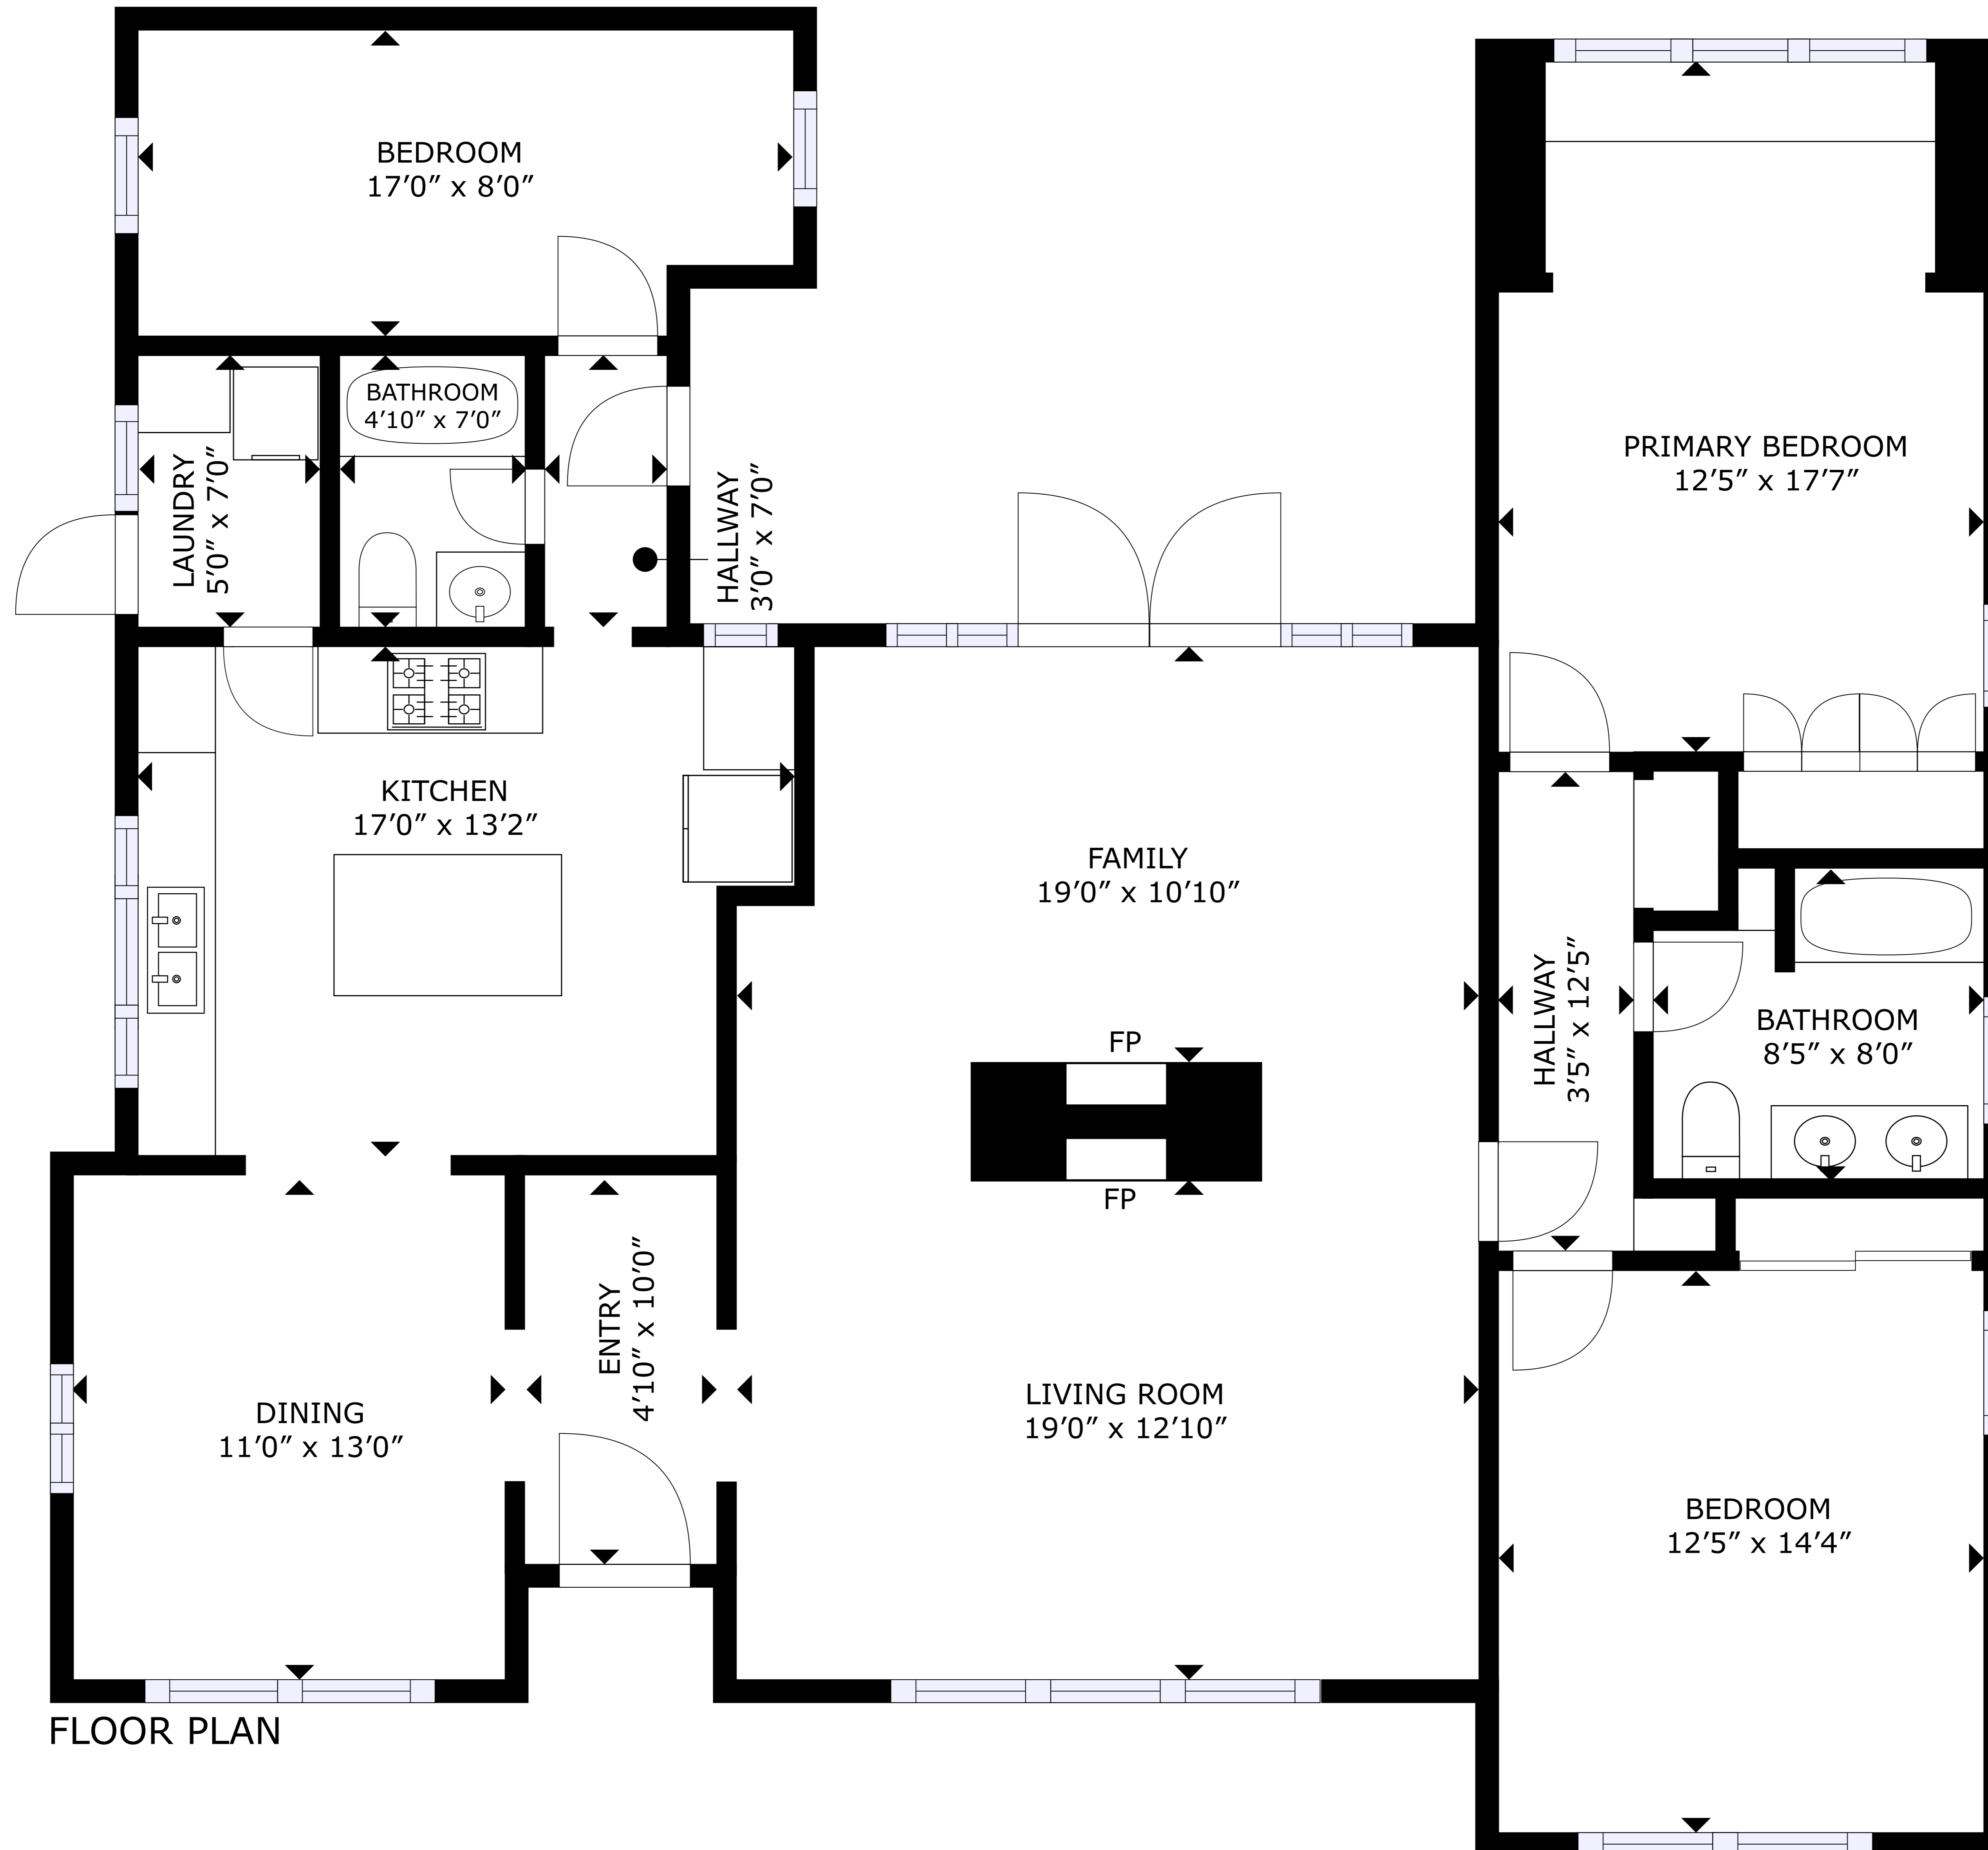 BEDROOM
17′0″ x 8′0″
BATHROOM
4′10″ x 7′0″
LAUNDRY
5′0″ x 7′0″
HALLWAY
3′0″ x 7′0″
PRIMARY BEDROOM
12′5″ x 17′7″
KITCHEN
17′0″ x 13′2″
FAMILY
19′0″ x 10′10″
FP
FP
HALLWAY
3′5″ x 12′5″
BATHROOM
8′5″ x 8′0″
ENTRY
4′10″ x 10′0″
DINING
11′0″ x 13′0″
LIVING ROOM
19′0″ x 12′10″
BEDROOM
12′5″ x 14′4″
FLOOR PLAN